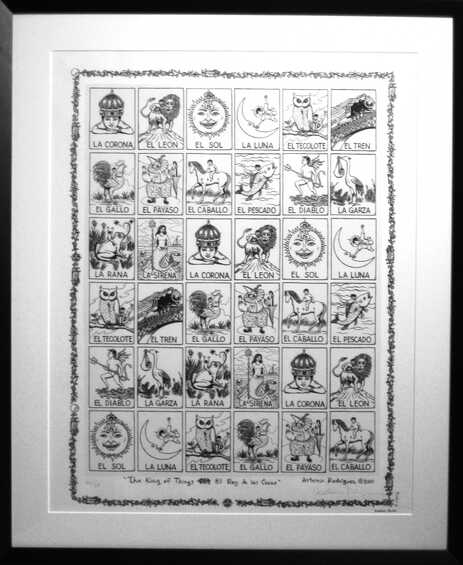 LA CORONA EL LEON EL SOL LA LUNA EL TECOLOTE EL TREN
EL GALLO EL PAYASO EL CABALLO EL PESCADO EL DIABLO LA GARZA
LA RANA LA SIRENA LA CORONA EL LEON EL SOL LA LUNA
EL TECOLOTE EL TREN EL GALLO EL PAYASO EL CABALLO EL PESCADO
EL DIABLO LA GARZA LA RANA LA SIRENA LA CORONA EL LEON
EL SOL LA LUNA EL TECOLOTE EL GALLO EL PAYASO EL CABALLO
"The King of Things El Rey de las Cosas" Artemio Rodriguez ©2001